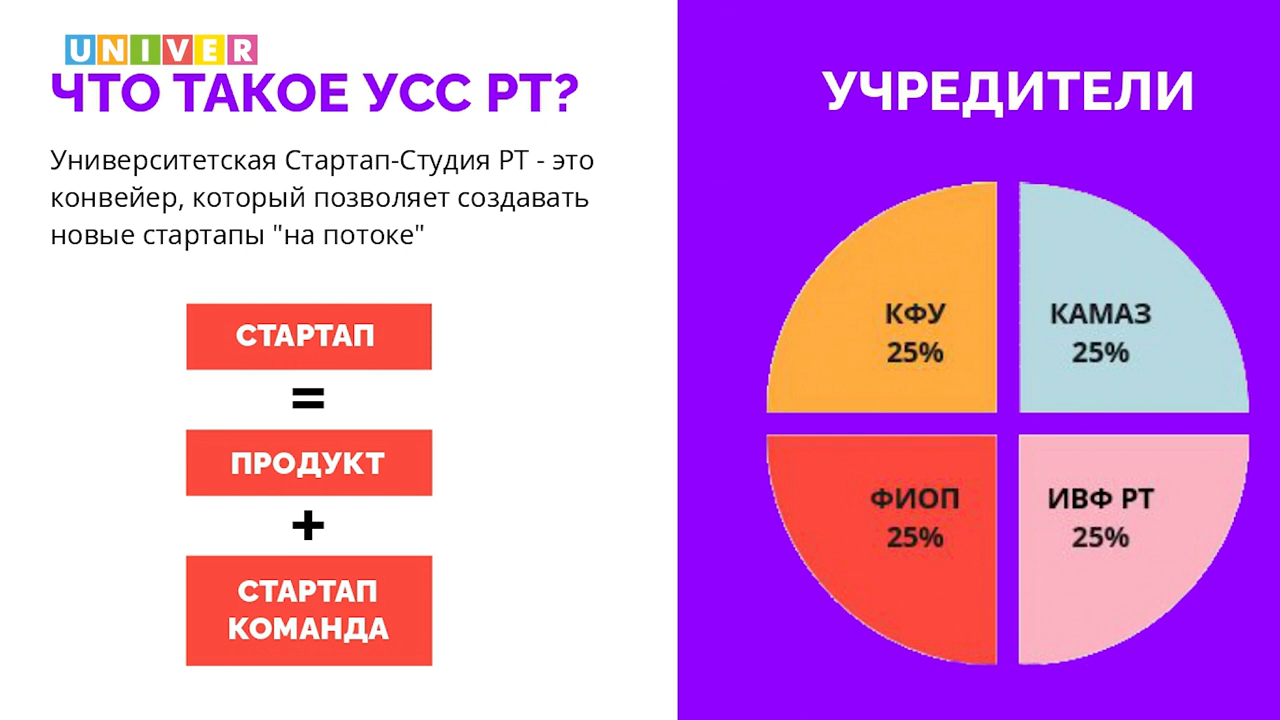 UNIVER
ЧТО ТАКОЕ УСС РТ?
Университетская Стартап-Студия РТ - это
конвейер, который позволяет создавать
новые стартапы "на потоке"
СТАРТАП
=
ПРОДУКТ
+
СТАРТАП
КОМАНДА
УЧРЕДИТЕЛИ
КФУ
25%
КАМАЗ
25%
ФИОП
25%
ИВФ РТ
25%